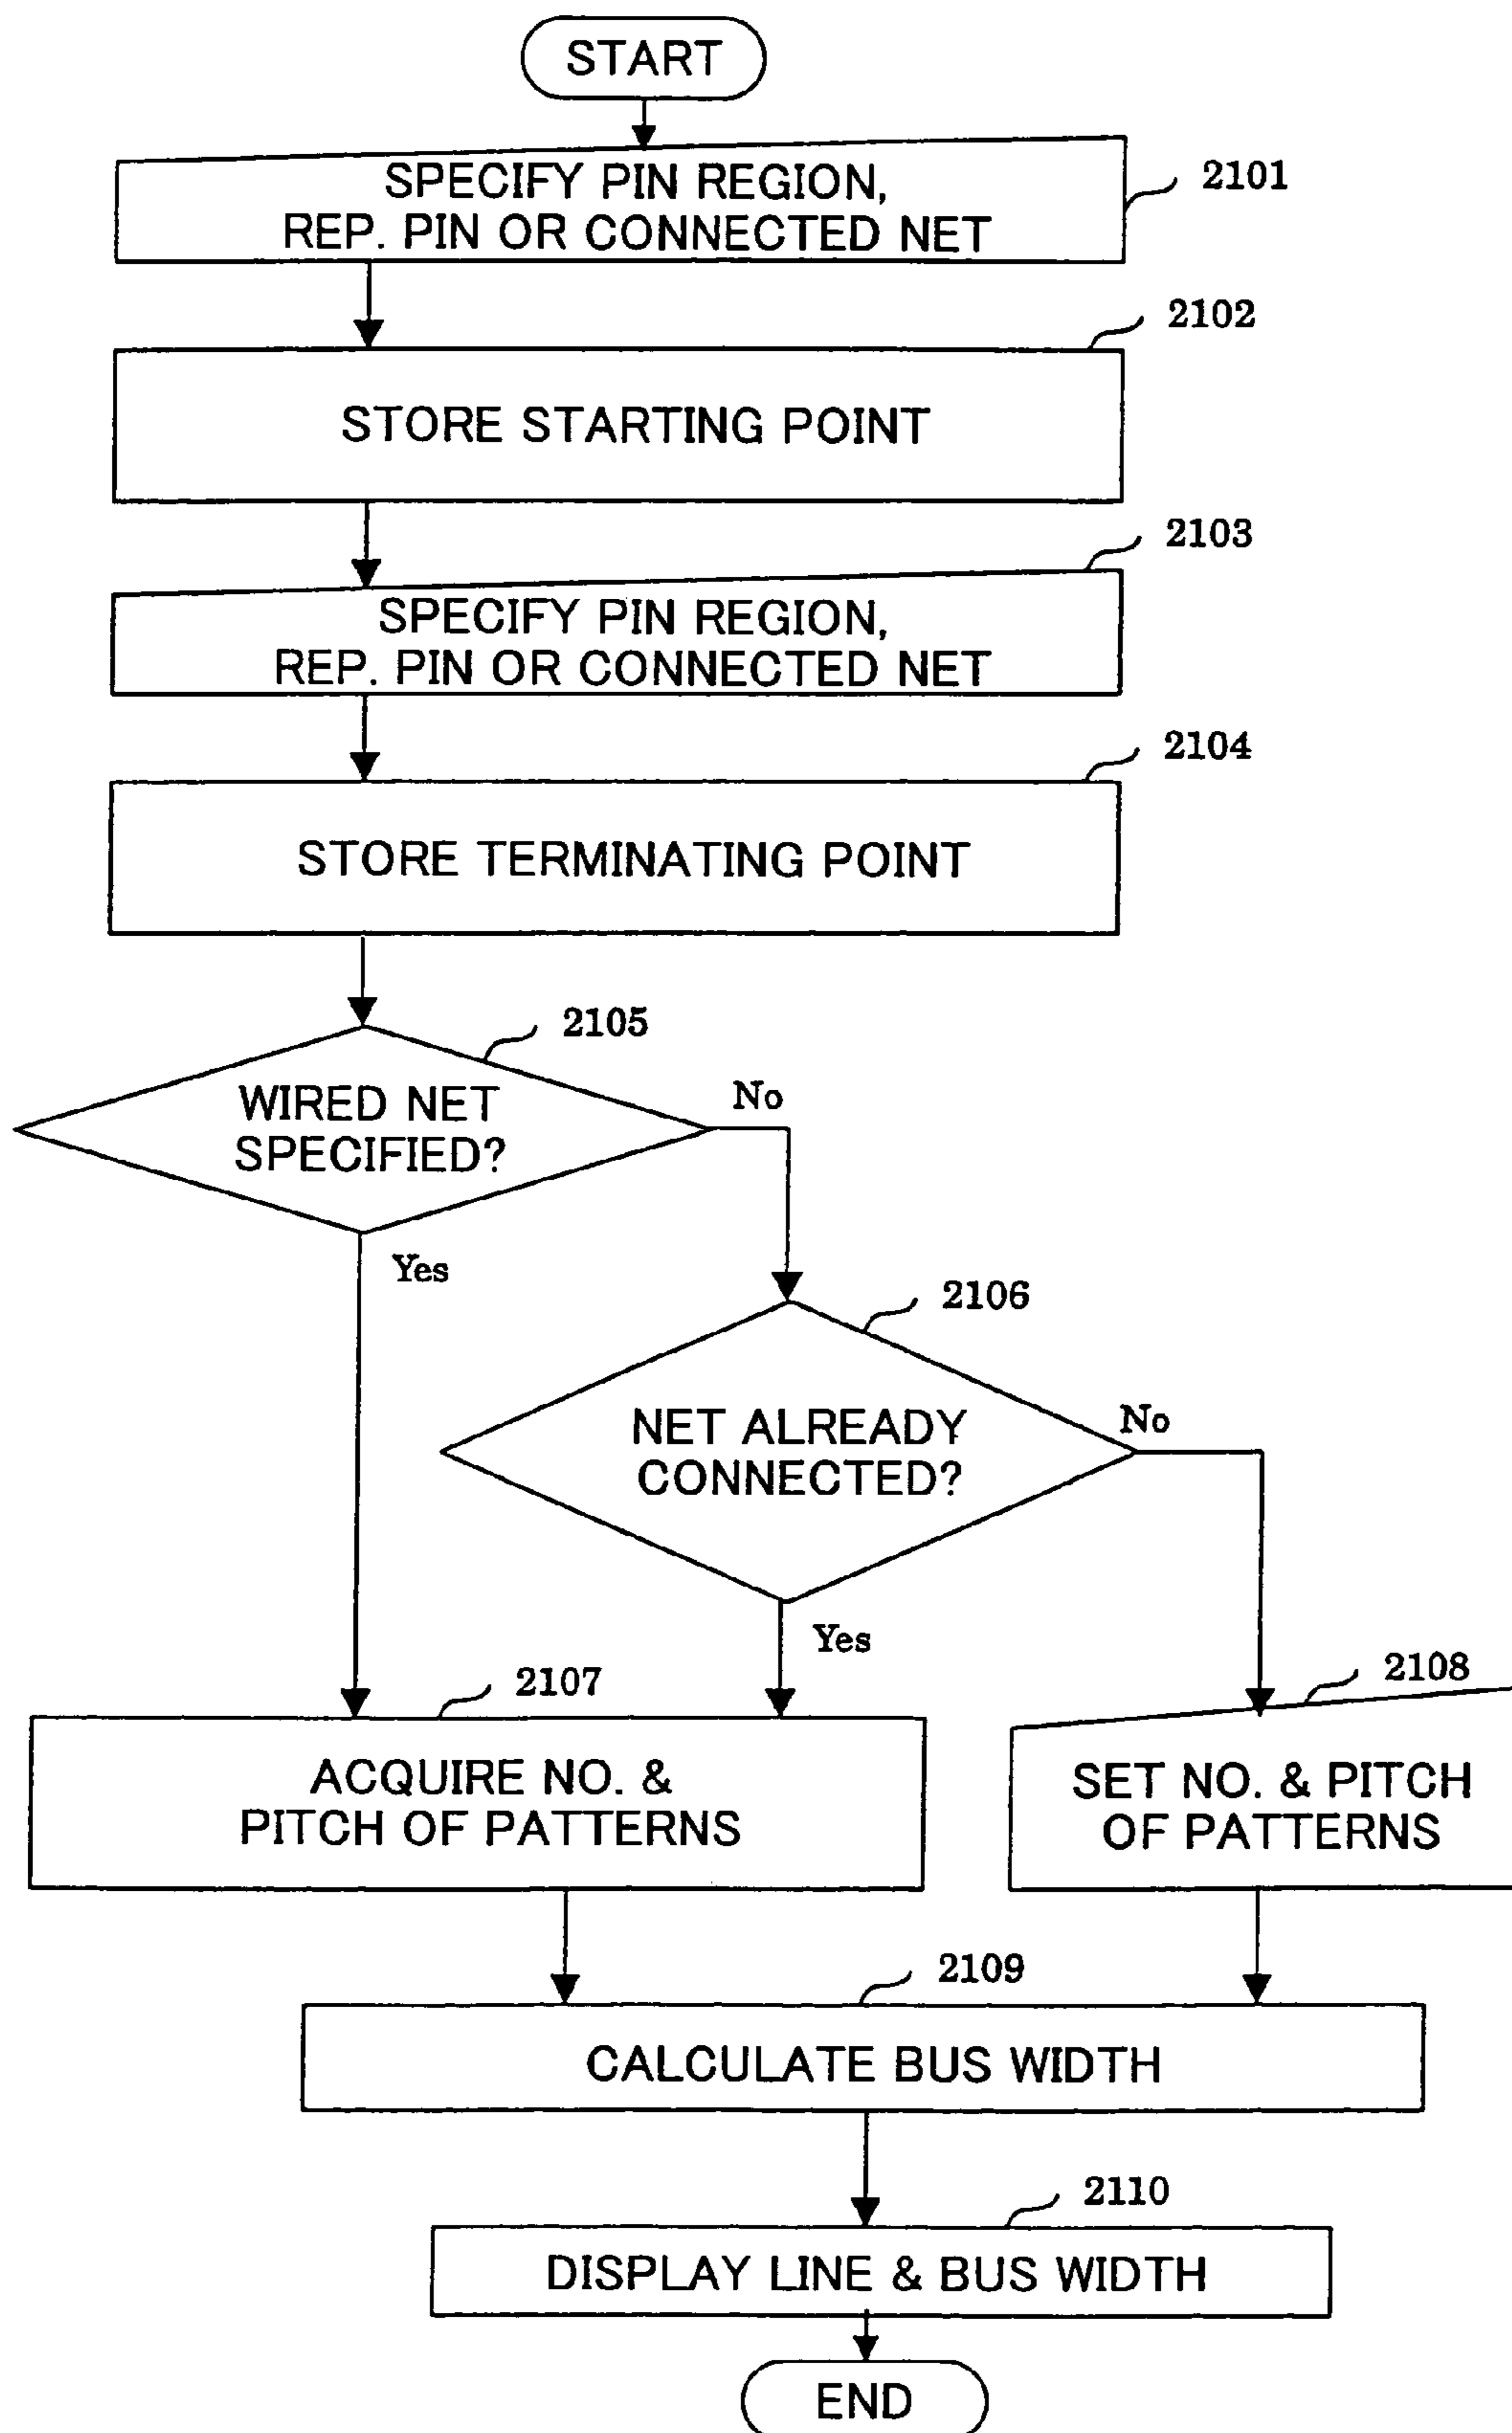 START
SPECIFY PIN REGION,
REP. PIN OR CONNECTED NET
2101
2102
STORE STARTING POINT
2103
SPECIFY PIN REGION,
REP. PIN OR CONNECTED NET
2104
STORE TERMINATING POINT
2105
WIRED NET
SPECIFIED?
No
Yes
2106
NET ALREADY
CONNECTED?
No
Yes
2107
ACQUIRE NO. &
PITCH OF PATTERNS
2108
SET NO. & PITCH
OF PATTERNS
2109
CALCULATE BUS WIDTH
2110
DISPLAY LINE & BUS WIDTH
END